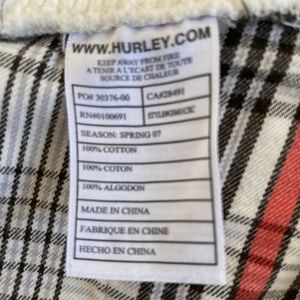 WWW.HURLEY.COM
KEEP AWAY FROM FIRE
A TENIR A L'ECART DE TOUTE
SOURCE DE CHALEUR
PO# 30376-00 CA#28491
RN#0100691
SEASON: SPRING 07
100% COTTON
100% COTON
100% ALGODON
MADE IN CHINA
FABRIQUE EN CHINE
HECHO EN CHINA